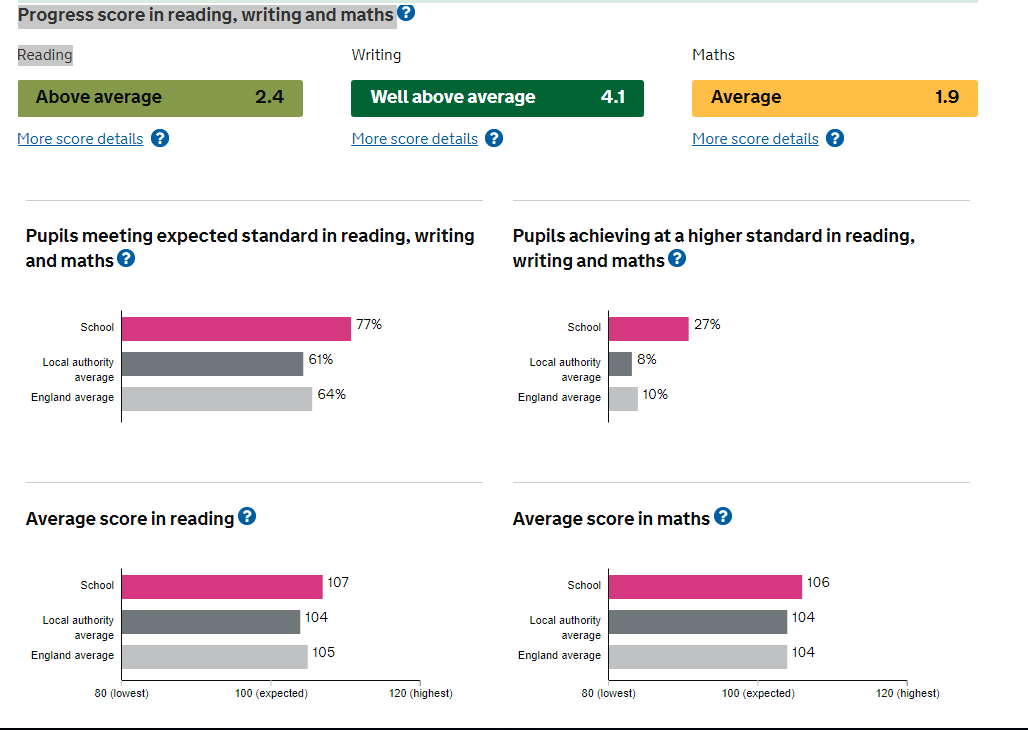 Progress score in reading, writing and maths ?
Reading
Writing
Maths
Above average 2.4
Well above average 4.1
Average 1.9
More score details ?
More score details ?
More score details ?
Pupils meeting expected standard in reading, writing
and maths ?
School 77%
Local authority
average 61%
England average 64%
Pupils achieving at a higher standard in reading,
writing and maths ?
School 27%
Local authority
average 8%
England average 10%
Average score in reading ?
School 107
Local authority
average 104
England average 105
80 (lowest) 100 (expected) 120 (highest)
Average score in maths ?
School 106
Local authority
average 104
England average 104
80 (lowest) 100 (expected) 120 (highest)